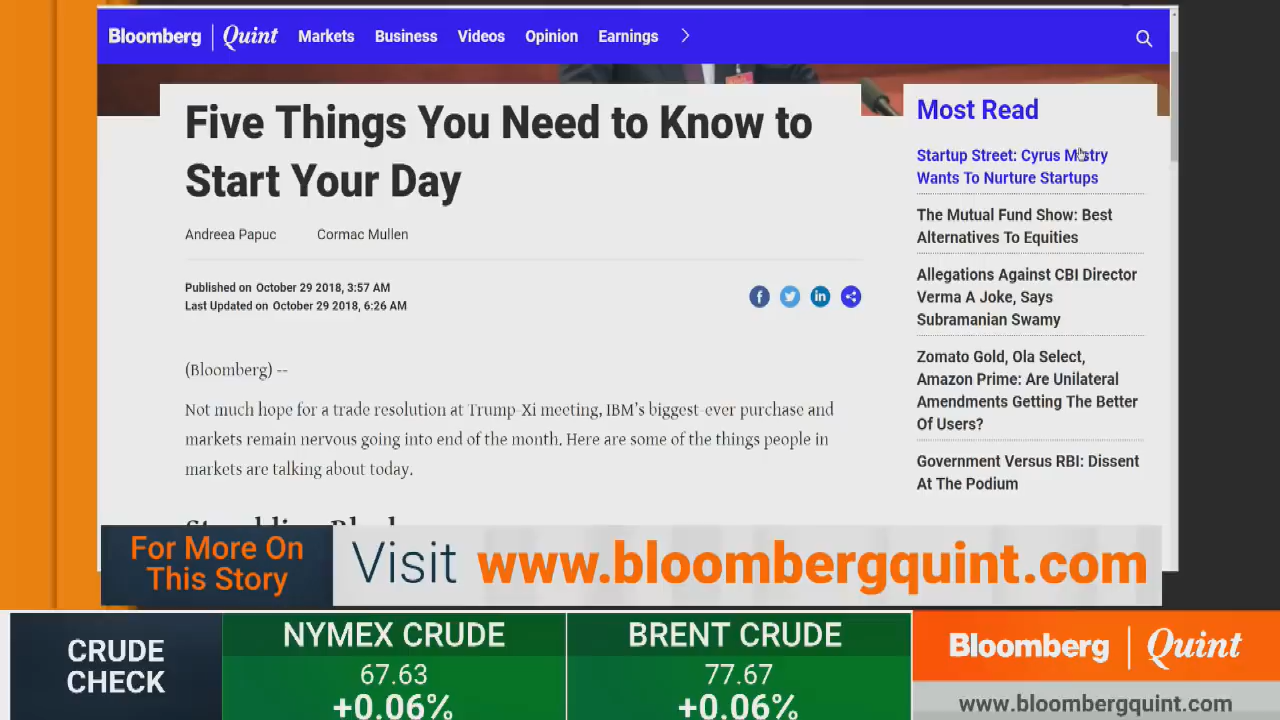 Bloomberg | Quint Markets Business Videos Opinion Earnings
Five Things You Need to Know to
Start Your Day
Andreea Papuc Cormac Mullen
Published on October 29 2018, 3:57 AM
Last Updated on October 29 2018, 6:26 AM
(Bloomberg) --
Not much hope for a trade resolution at Trump-Xi meeting, IBM's biggest-ever purchase and
markets remain nervous going into end of the month. Here are some of the things people in
markets are talking about today.
Most Read
Startup Street: Cyrus Mistry
Wants To Nurture Startups
The Mutual Fund Show: Best
Alternatives To Equities
Allegations Against CBI Director
Verma A Joke, Says
Subramanian Swamy
Zomato Gold, Ola Select,
Amazon Prime: Are Unilateral
Amendments Getting The Better
Of Users?
Government Versus RBI: Dissent
At The Podium
For More On
This Story
Visit www.bloombergquint.com
CRUDE
CHECK
NYMEX CRUDE
67.63
+0.06%
BRENT CRUDE
77.67
+0.06%
Bloomberg | Quint
www.bloombergquint.com